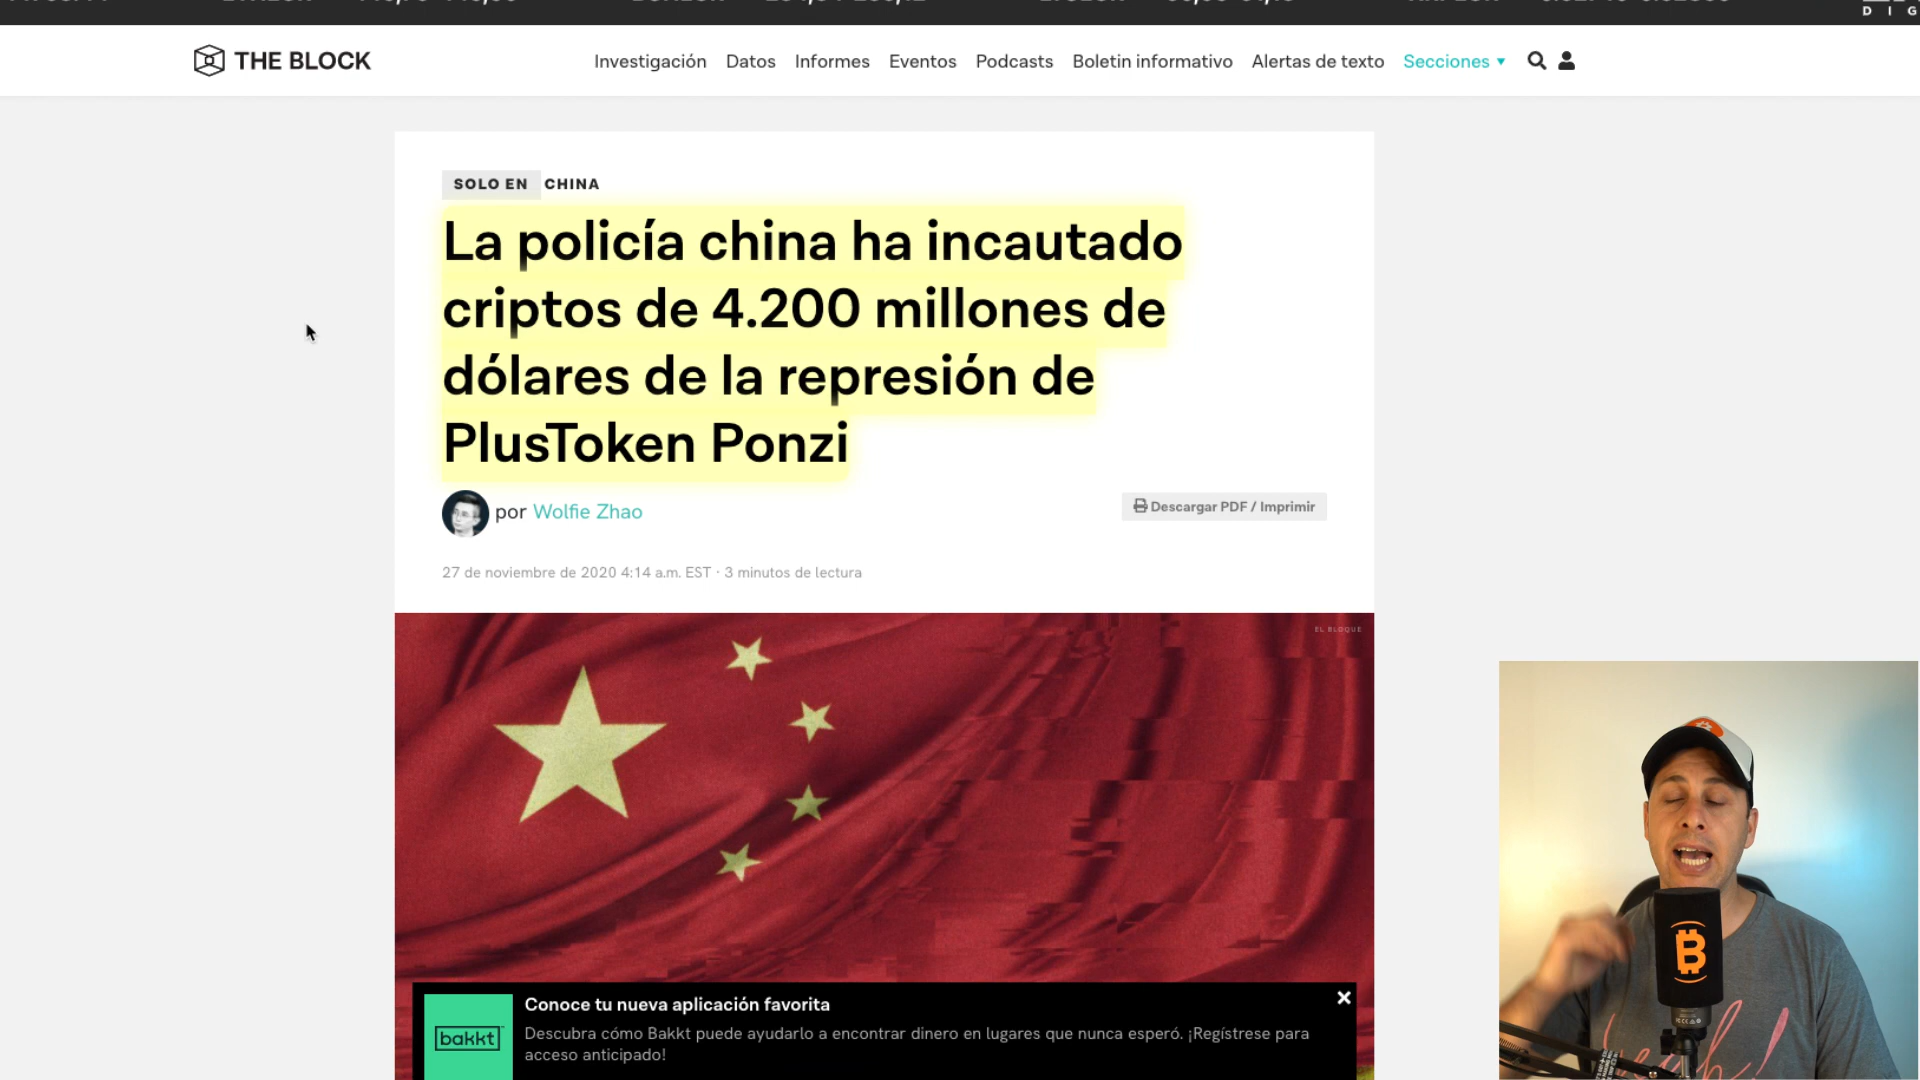 THE BLOCK
Investigación Datos Informes Eventos Podcasts Boletin informativo Alertas de texto Secciones
SOLO EN CHINA
La policía china ha incautado
criptos de 4.200 millones de
dólares de la represión de
PlusToken Ponzi
por Wolfie Zhao
Descargar PDF / Imprimir
27 de noviembre de 2020 4:14 a.m. EST · 3 minutos de lectura
EL BLOQUE
Conoce tu nueva aplicación favorita
bakkt
Descubra cómo Bakkt puede ayudarlo a encontrar dinero en lugares que nunca esperó. ¡Regístrese para
acceso anticipado!